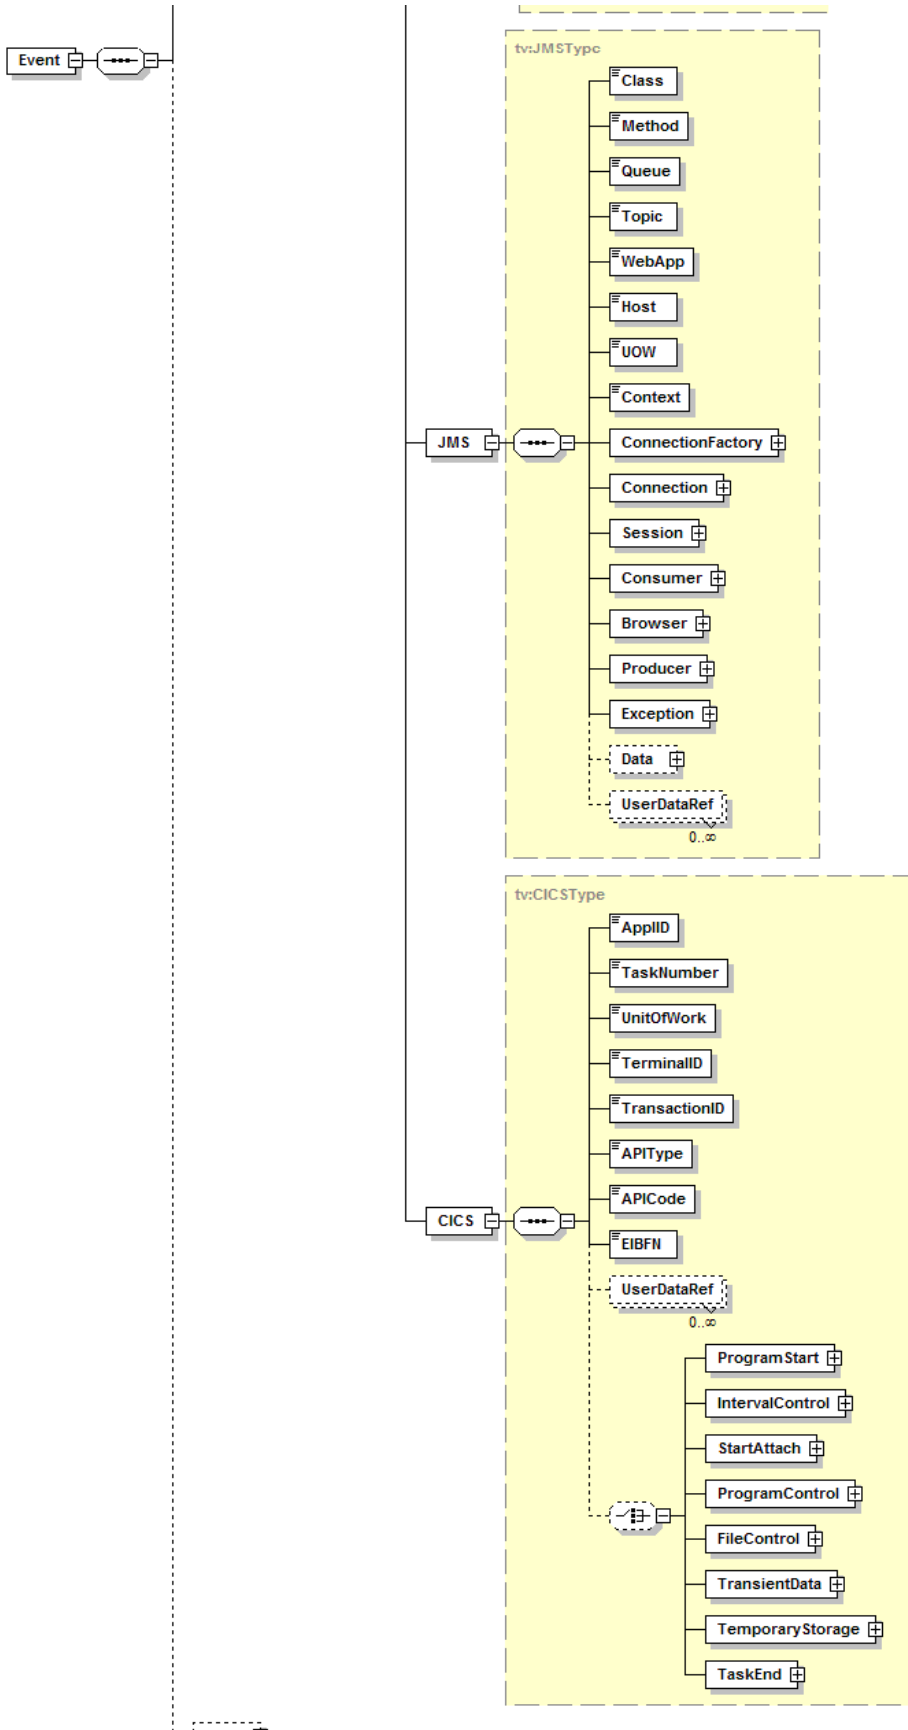 Event
tv:JMSType
Class
Method
Queue
Topic
WebApp
Host
UOW
Context
JMS
ConnectionFactory
Connection
Session
Consumer
Browser
Producer
Exception
Data
UserDataRef
0..∞
tv:CICSType
ApplID
TaskNumber
UnitOfWork
TerminalID
TransactionID
APIType
APICode
CICS
EIBFN
UserDataRef
0..∞
ProgramStart
IntervalControl
StartAttach
ProgramControl
FileControl
TransientData
TemporaryStorage
TaskEnd